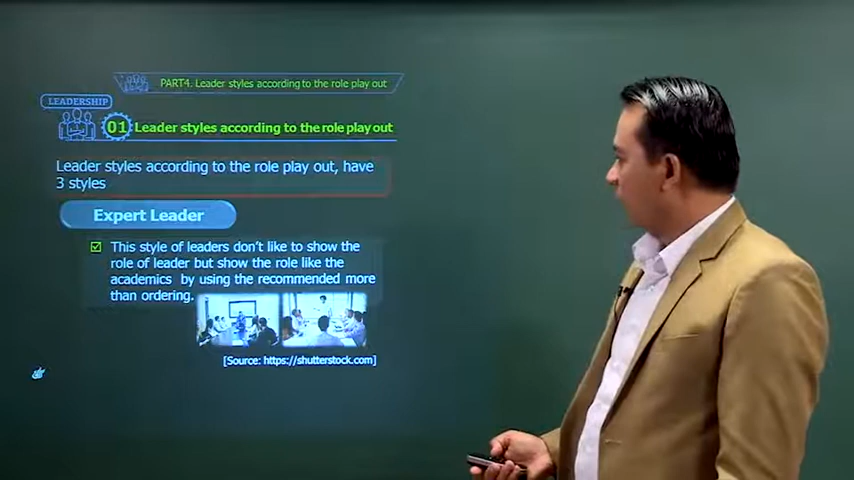 PART4. Leader styles according to the role play out
LEADERSHIP
01 Leader styles according to the role play out
Leader styles according to the role play out, have
3 styles
Expert Leader
This style of leaders don't like to show the
role of leader but show the role like the
academics by using the recommended more
than ordering.
[Source: https://shutterstock.com]